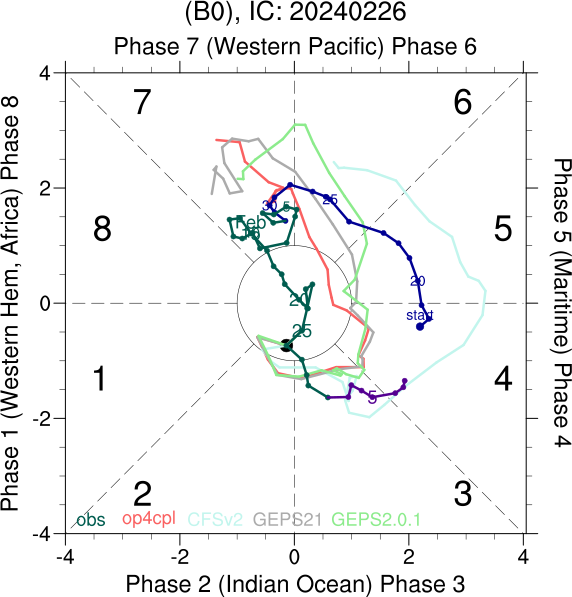 (B0), IC: 20240226
Phase 7 (Western Pacific) Phase 6
Phase 1 (Western Hem, Africa) Phase 8
Phase 5 (Maritime) Phase 4
4
2
0
-2
-4
7
6
8
5
1
4
2
3
30
5
25
Feb
20
20
start
25
5
obs op4cpl CFSv2 GEPS21 GEPS2.0.1
-4 -2 0 2 4
Phase 2 (Indian Ocean) Phase 3